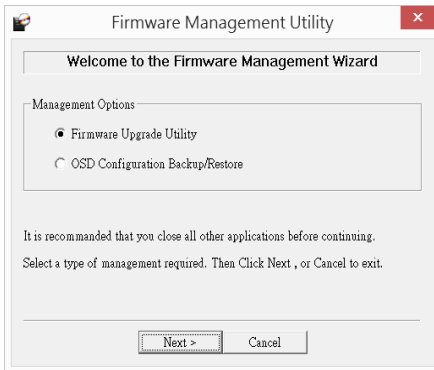 Firmware Management Utility
Welcome to the Firmware Management Wizard
Management Options
Firmware Upgrade Utility
OSD Configuration Backup/Restore
It is recommanded that you close all other applications before continuing.
Select a type of management required. Then Click Next , or Cancel to exit.
Next > Cancel